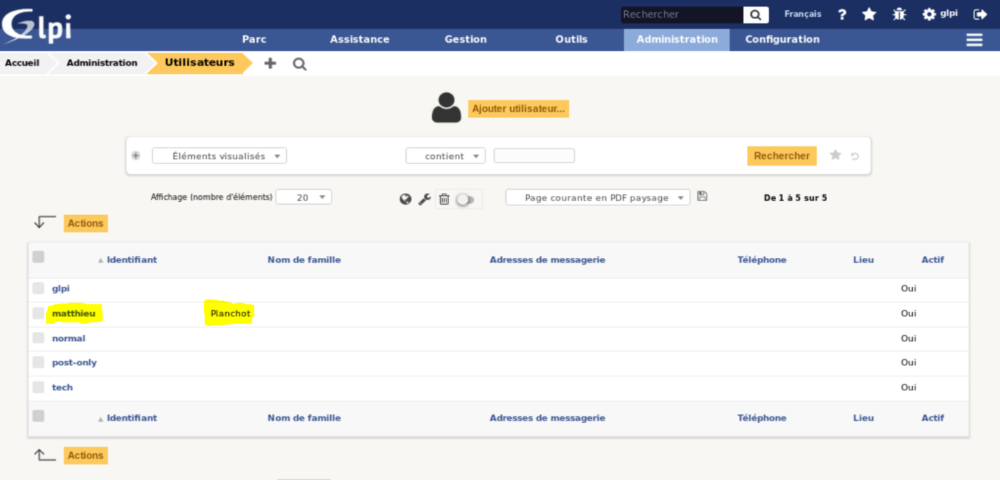 Glpi
Rechercher Français ? glpi
Parc Assistance Gestion Outils Administration Configuration
Accueil Administration Utilisateurs
Ajouter utilisateur...
Éléments visualisés contient Rechercher
Affichage (nombre d'éléments) 20 Page courante en PDF paysage De 1 à 5 sur 5
Actions
Identifiant Nom de famille Adresses de messagerie Téléphone Lieu Actif
glpi Oui
matthieu Planchot Oui
normal Oui
post-only Oui
tech Oui
Identifiant Nom de famille Adresses de messagerie Téléphone Lieu Actif
Actions